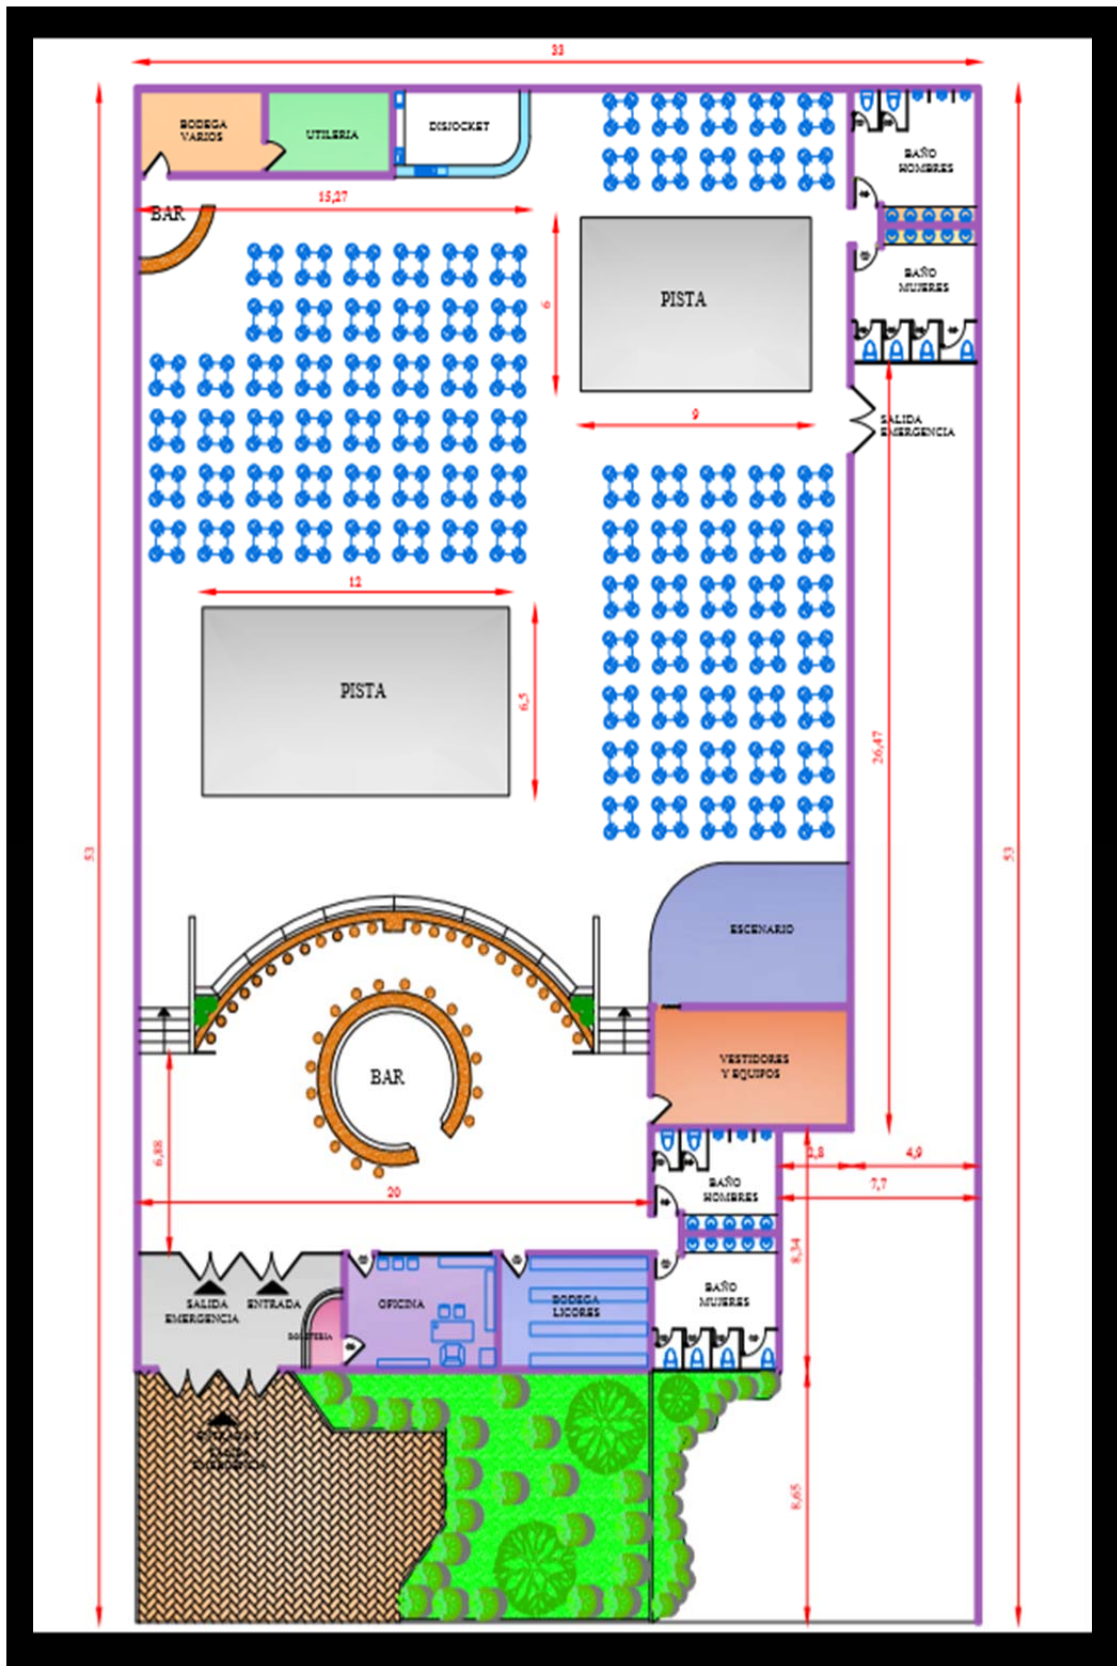 33
BODEGA
VARIOS
UTILERIA
DISJOCKET
BAÑO
HOMBRES
15,27
BAR
6
PISTA
BAÑO
MUJERES
9
SALIDA
EMERGENCIA
12
PISTA
6,5
26,47
53
53
ESCENARIO
VESTIDORES
Y EQUIPOS
BAR
6,88
2,8
4,9
7,7
20
BAÑO
HOMBRES
8,34
SALIDA
EMERGENCIA
ENTRADA
OFICINA
BODEGA
LICORES
BAÑO
MUJERES
BOLETERIA
8,65